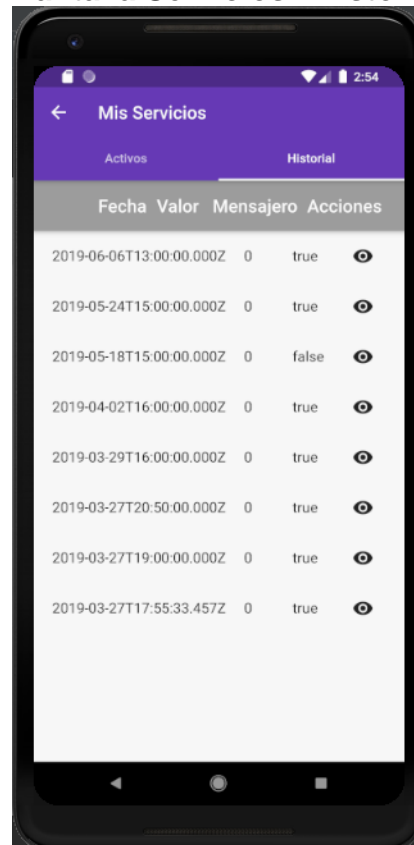 2:54
Mis Servicios
Activos Historial
Fecha Valor Mensajero Acciones
2019-06-06T13:00:00.000Z 0 true
2019-05-24T15:00:00.000Z 0 true
2019-05-18T15:00:00.000Z 0 false
2019-04-02T16:00:00.000Z 0 true
2019-03-29T16:00:00.000Z 0 true
2019-03-27T20:50:00.000Z 0 true
2019-03-27T19:00:00.000Z 0 true
2019-03-27T17:55:33.457Z 0 true